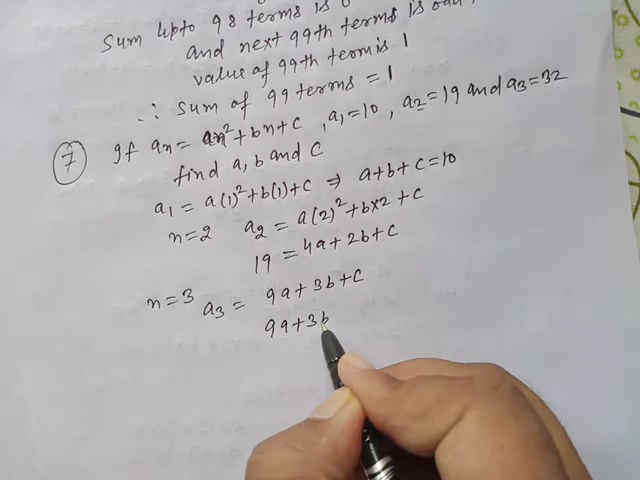 Sum upto 98 terms is 0
and next 99th terms is odd,
value of 99th term is 1
∴ sum of 99 terms = 1
(7) If an = an²+bn+c, a1=10, a2=19 and a3=32
find a, b and c
a1 = a(1)²+b(1)+c ⇒ a+b+c=10
n=2 a2 = a(2)²+b×2+c
19 = 4a+2b+c
n=3 a3 = 9a+3b+c
9a+3b